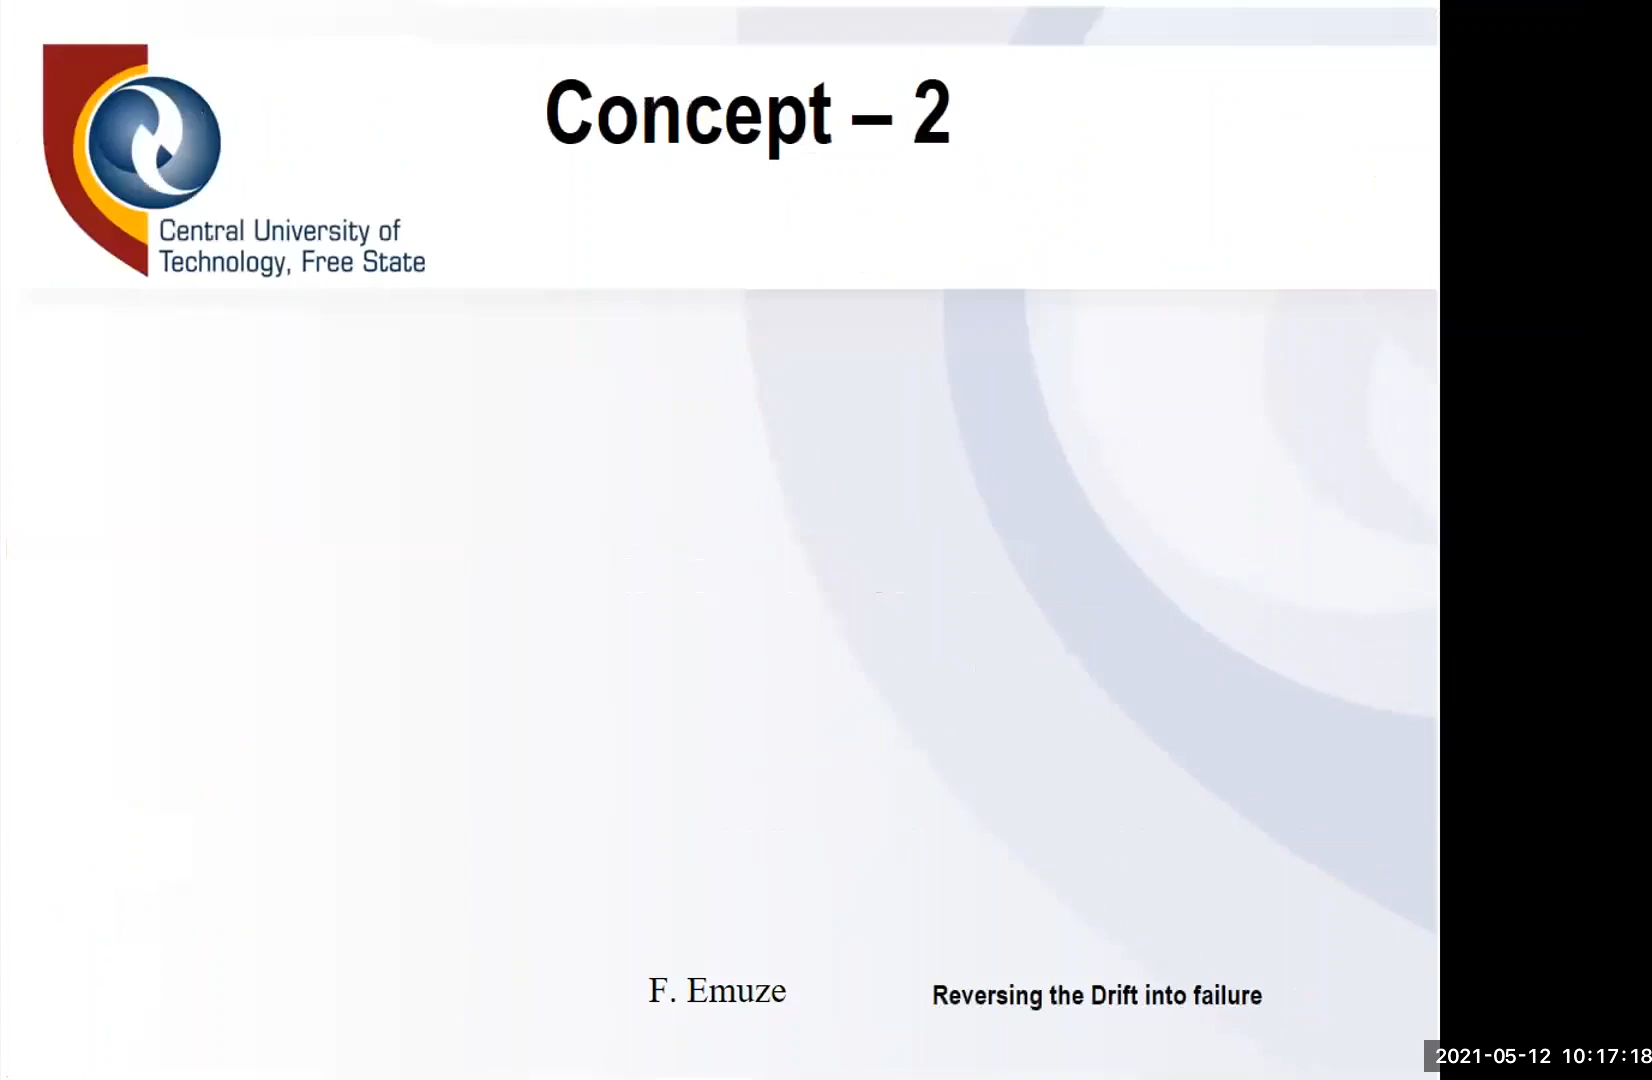 Concept – 2
Central University of
Technology, Free State
F. Emuze
Reversing the Drift into failure
2021-05-12 10:17:18